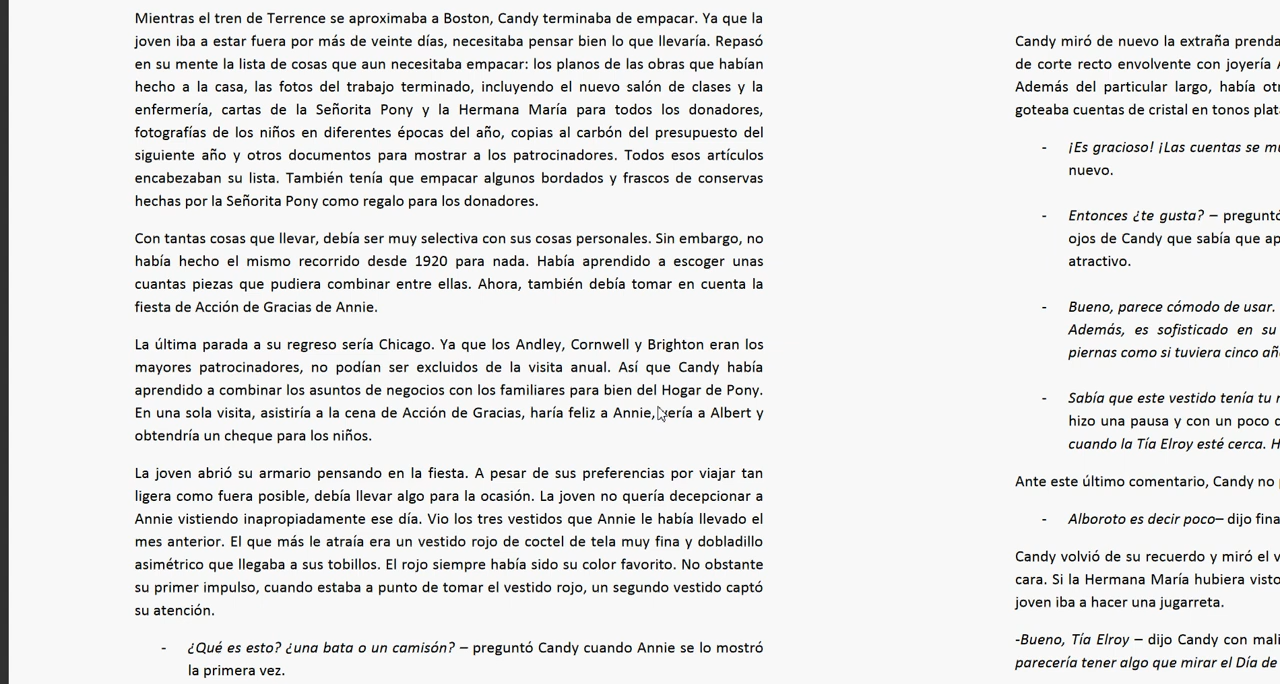 Mientras el tren de Terrence se aproximaba a Boston, Candy terminaba de empacar. Ya que la
joven iba a estar fuera por más de veinte días, necesitaba pensar bien lo que llevaría. Repasó
en su mente la lista de cosas que aun necesitaba empacar: los planos de las obras que habían
hecho a la casa, las fotos del trabajo terminado, incluyendo el nuevo salón de clases y la
enfermería, cartas de la Señorita Pony y la Hermana María para todos los donadores,
fotografías de los niños en diferentes épocas del año, copias al carbón del presupuesto del
siguiente año y otros documentos para mostrar a los patrocinadores. Todos esos artículos
encabezaban su lista. También tenía que empacar algunos bordados y frascos de conservas
hechas por la Señorita Pony como regalo para los donadores.
Con tantas cosas que llevar, debía ser muy selectiva con sus cosas personales. Sin embargo, no
había hecho el mismo recorrido desde 1920 para nada. Había aprendido a escoger unas
cuantas piezas que pudiera combinar entre ellas. Ahora, también debía tomar en cuenta la
fiesta de Acción de Gracias de Annie.
La última parada a su regreso sería Chicago. Ya que los Andley, Cornwell y Brighton eran los
mayores patrocinadores, no podían ser excluidos de la visita anual. Así que Candy había
aprendido a combinar los asuntos de negocios con los familiares para bien del Hogar de Pony.
En una sola visita, asistiría a la cena de Acción de Gracias, haría feliz a Annie, vería a Albert y
obtendría un cheque para los niños.
La joven abrió su armario pensando en la fiesta. A pesar de sus preferencias por viajar tan
ligera como fuera posible, debía llevar algo para la ocasión. La joven no quería decepcionar a
Annie vistiendo inapropiadamente ese día. Vio los tres vestidos que Annie le había llevado el
mes anterior. El que más le atraía era un vestido rojo de coctel de tela muy fina y dobladillo
asimétrico que llegaba a sus tobillos. El rojo siempre había sido su color favorito. No obstante
su primer impulso, cuando estaba a punto de tomar el vestido rojo, un segundo vestido captó
su atención.
- ¿Qué es esto? ¿una bata o un camisón? – preguntó Candy cuando Annie se lo mostró
la primera vez.
Candy miró de nuevo la extraña prenda
de corte recto envolvente con joyería
Además del particular largo, había
goteaba cuentas de cristal en tonos
- ¡Es gracioso! ¡Las cuentas se
nuevo.
- Entonces ¿te gusta? – preguntó
ojos de Candy que sabía que
atractivo.
- Bueno, parece cómodo de usar.
Además, es sofisticado en su
piernas como si tuviera cinco
- Sabía que este vestido tenía tu
hizo una pausa y con un poco
cuando la Tía Elroy esté cerca.
Ante este último comentario, Candy no
- Alboroto es decir poco– dijo
Candy volvió de su recuerdo y miró el
cara. Si la Hermana María hubiera
joven iba a hacer una jugarreta.
-Bueno, Tía Elroy – dijo Candy con
parecería tener algo que mirar el Día de